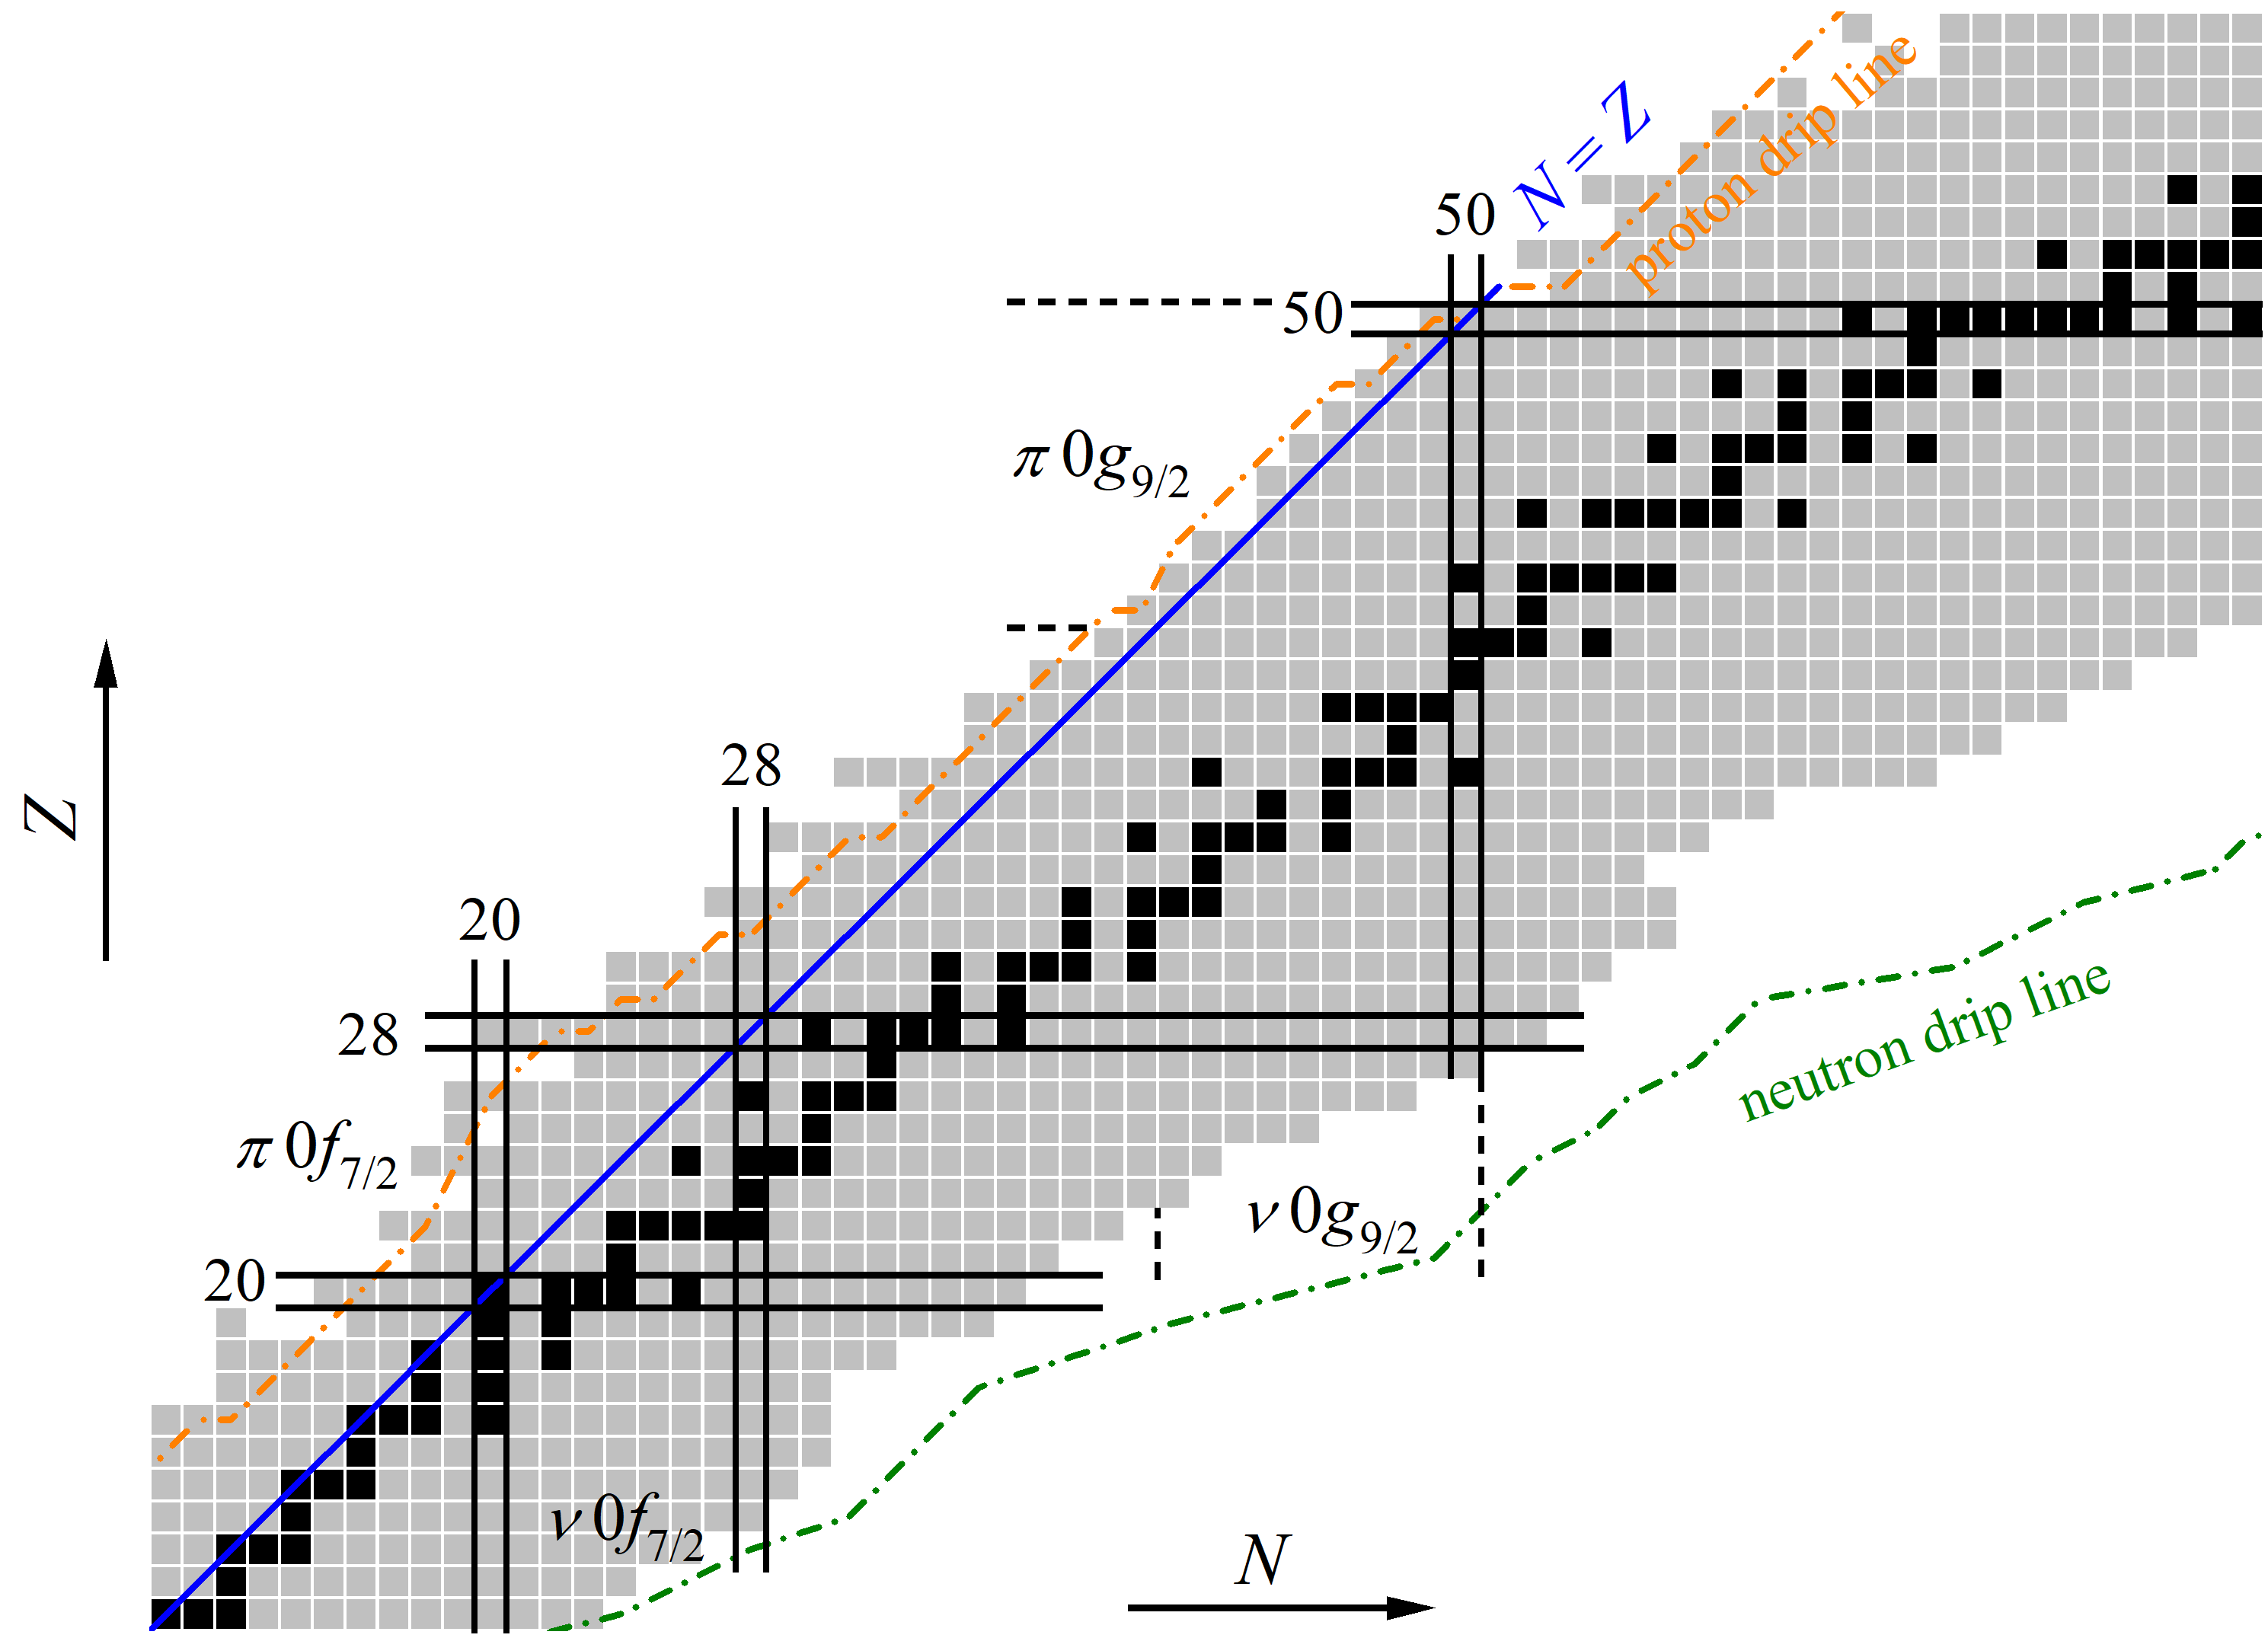 N = Z
proton drip line
50
50
π 0g9/2
28
Z
20
28
π 0f7/2
neutron drip line
ν 0g9/2
20
ν 0f7/2
N